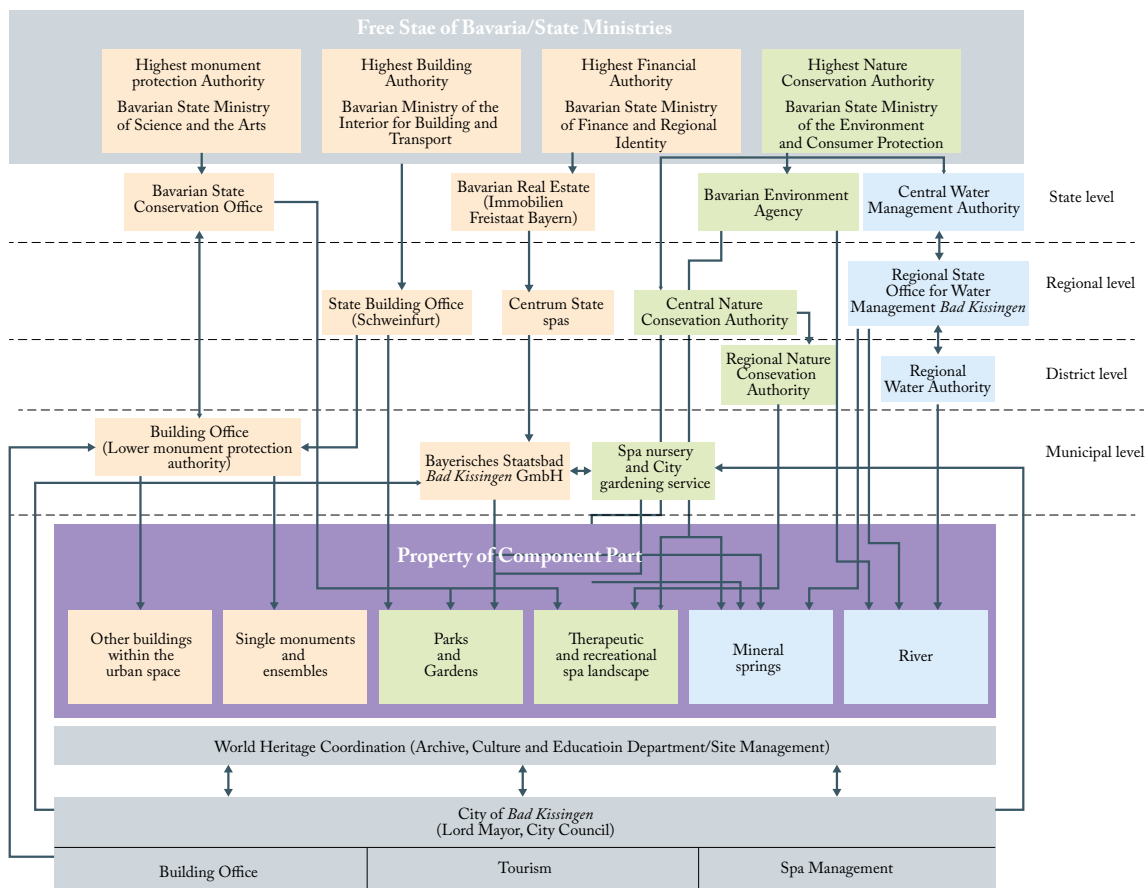 Free Stae of Bavaria/State Ministries
Highest monument
protection Authority
Bavarian State Ministry
of Science and the Arts
Highest Building
Authority
Bavarian Ministry of the
Interior for Building and
Transport
Highest Financial
Authority
Bavarian State Ministry
of Finance and Regional
Identity
Highest Nature
Conservation Authority
Bavarian State Ministry
of the Environment
and Consumer Protection
Bavarian State
Conservation Office
Bavarian Real Estate
(Immobilien
Freistaat Bayern)
Bavarian Environment
Agency
Central Water
Management Authority
State level
State Building Office
(Schweinfurt)
Centrum State
spas
Central Nature
Consevation Authority
Regional State
Office for Water
Management Bad Kissingen
Regional level
Regional Nature
Consevation
Authority
Regional
Water Authority
District level
Building Office
(Lower monument protection
authority)
Bayerisches Staatsbad
Bad Kissingen GmbH
Spa nursery
and City
gardening service
Municipal level
Property of Component Part
Other buildings
within the
urban space
Single monuments
and
ensembles
Parks
and
Gardens
Therapeutic
and recreational
spa landscape
Mineral
springs
River
World Heritage Coordination (Archive, Culture and Educatioin Department/Site Management)
City of Bad Kissingen
(Lord Mayor, City Council)
Building Office
Tourism
Spa Management